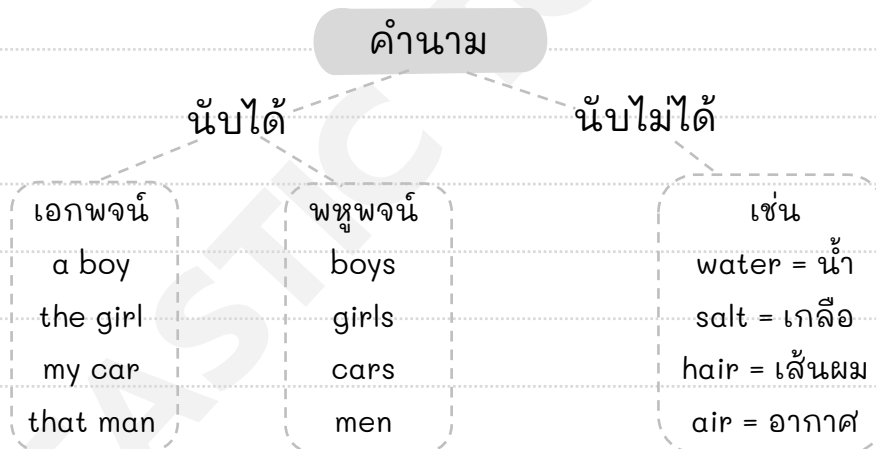 คำนาม
นับได้
นับไม่ได้
เอกพจน์
a boy
the girl
my car
that man
พหูพจน์
boys
girls
cars
men
เช่น
water = น้ำ
salt = เกลือ
hair = เส้นผม
air = อากาศ